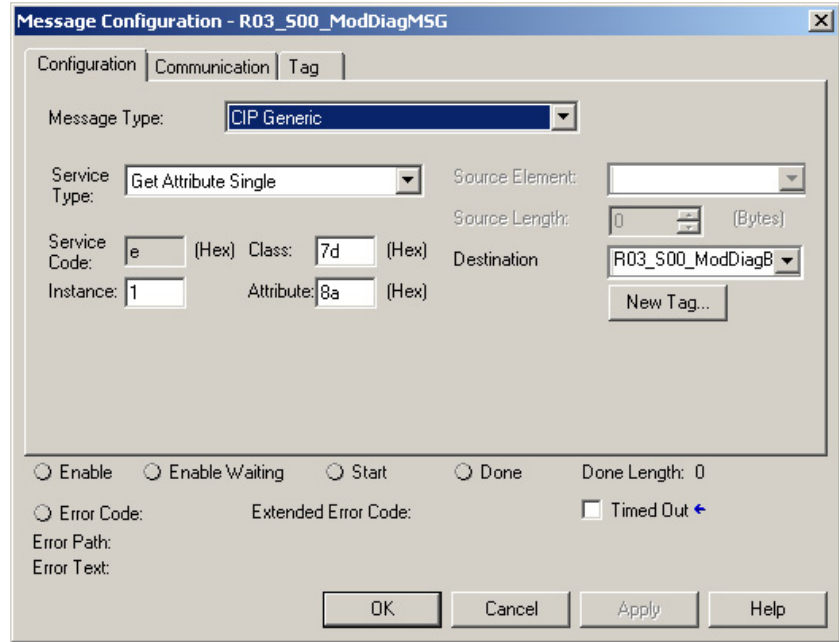 Message Configuration - R03_S00_ModDiagMSG
Configuration Communication Tag
Message Type: CIP Generic
Service Type: Get Attribute Single Source Element:
Source Length: 0 (Bytes)
Service Code: e (Hex) Class: 7d (Hex) Destination R03_S00_ModDiagB
Instance: 1 Attribute: 8a (Hex) New Tag...
Enable Enable Waiting Start Done Done Length: 0
Error Code: Extended Error Code: Timed Out
Error Path:
Error Text:
OK Cancel Apply Help